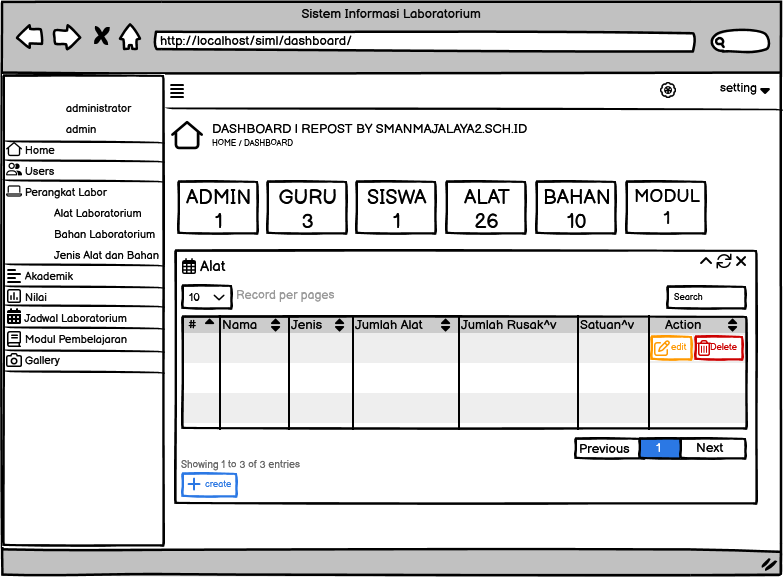 Sistem Informasi Laboratorium
http://localhost/siml/dashboard/
setting
administrator
admin
Home
Users
Perangkat Labor
Alat Laboratorium
Bahan Laboratorium
Jenis Alat dan Bahan
Akademik
Nilai
Jadwal Laboratorium
Modul Pembelajaran
Gallery
DASHBOARD | REPOST BY SMANMAJALAYA2.SCH.ID
HOME / DASHBOARD
ADMIN GURU SISWA ALAT BAHAN MODUL
1 3 1 26 10 1
Alat
10 Record per pages Search
# Nama Jenis Jumlah Alat Jumlah Rusak^v Satuan^v Action
edit Delete
Previous 1 Next
Showing 1 to 3 of 3 entries
create